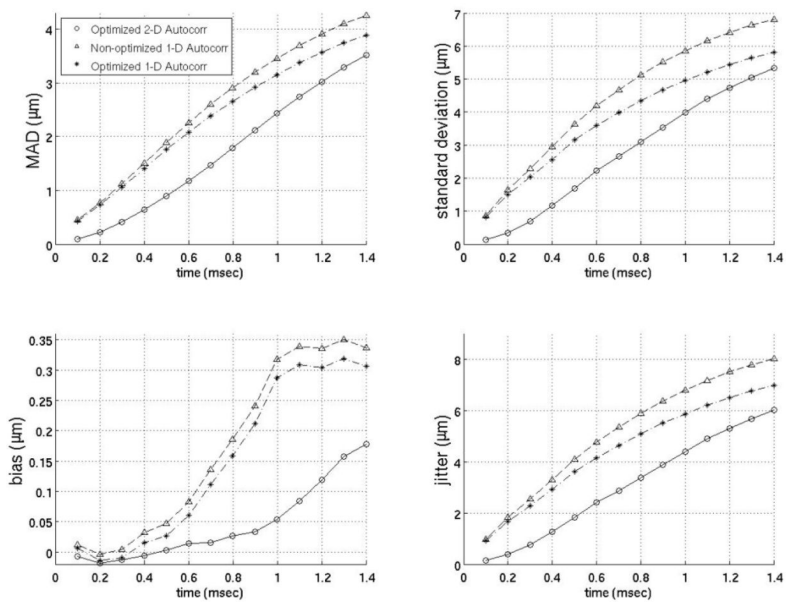 Optimized 2-D Autocorr
Non-optimized 1-D Autocorr
Optimized 1-D Autocorr
MAD (µm)
4
3
2
1
0
0 0.2 0.4 0.6 0.8 1 1.2 1.4
time (msec)
standard deviation (µm)
7
6
5
4
3
2
1
0
0 0.2 0.4 0.6 0.8 1 1.2 1.4
time (msec)
bias (µm)
0.35
0.3
0.25
0.2
0.15
0.1
0.05
0
0 0.2 0.4 0.6 0.8 1 1.2 1.4
time (msec)
jitter (µm)
8
6
4
2
0
0 0.2 0.4 0.6 0.8 1 1.2 1.4
time (msec)